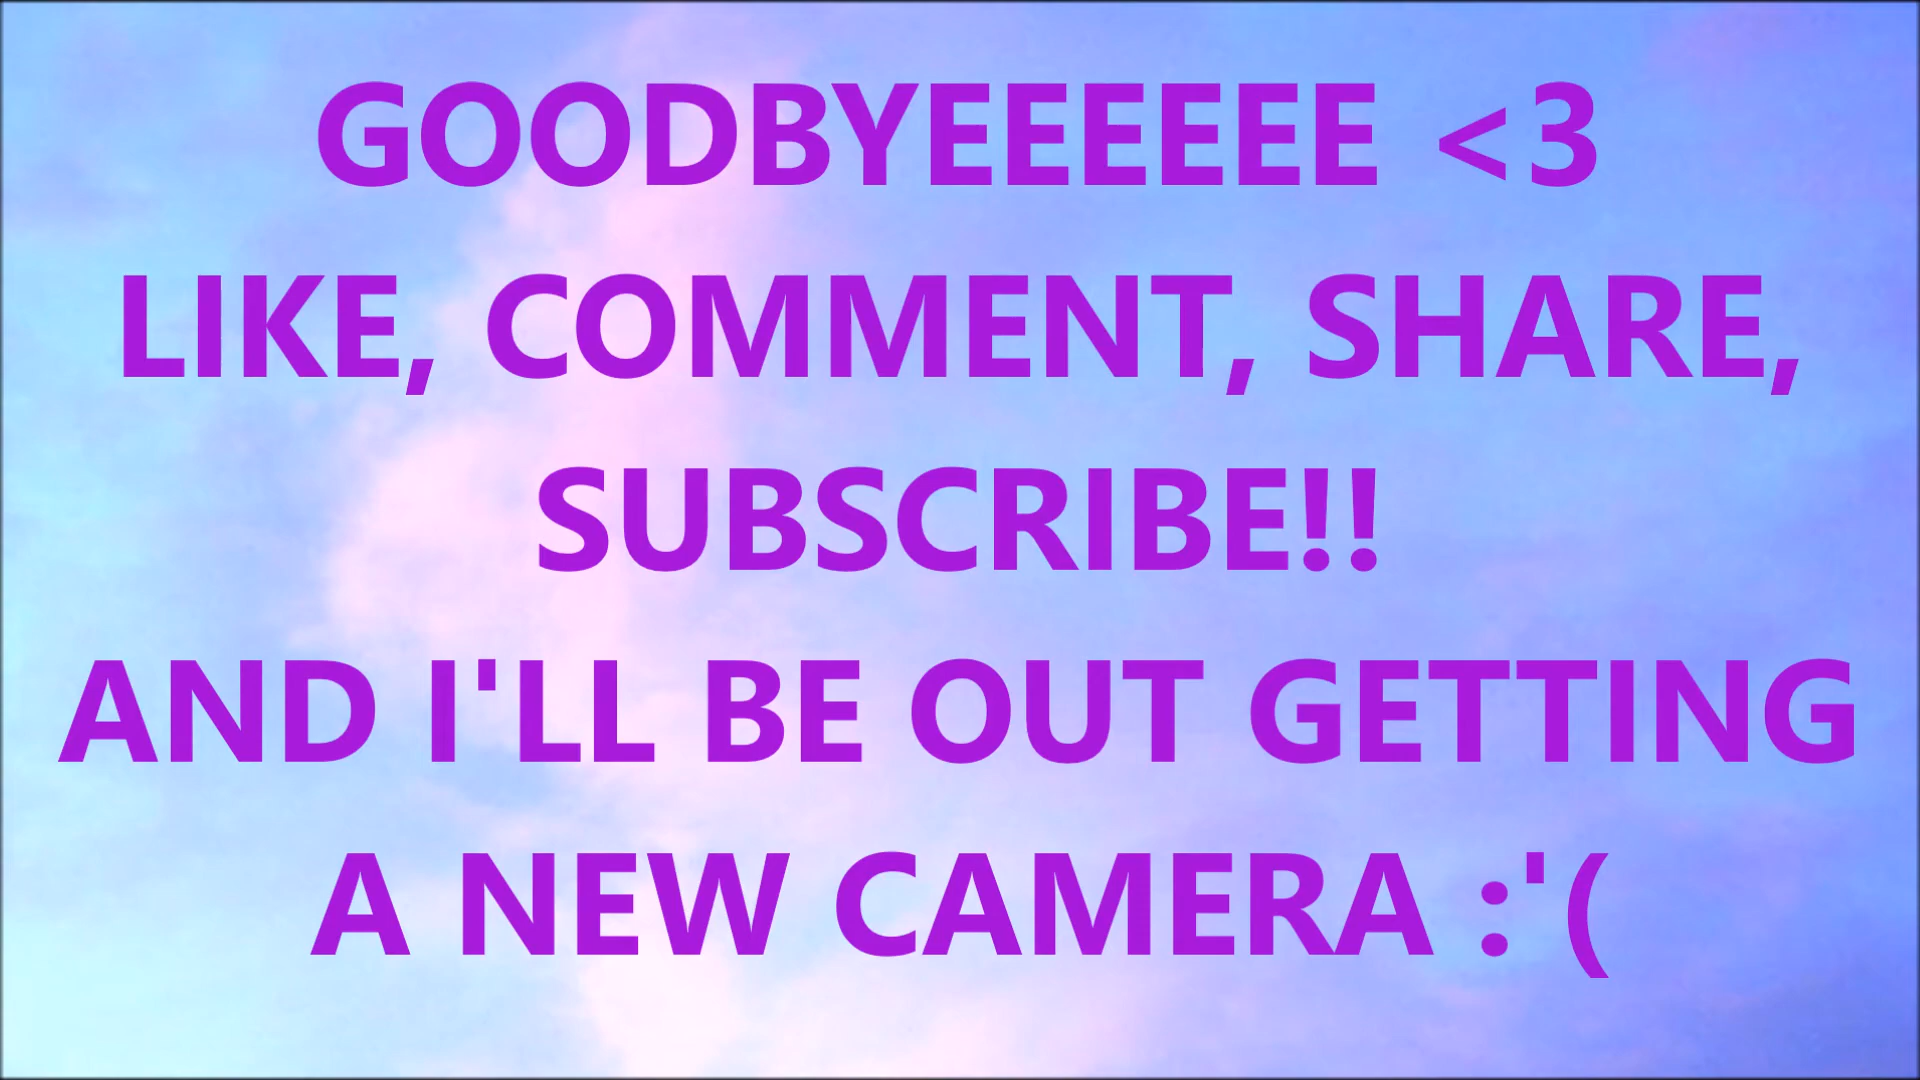 GOODBYEEEEEE <3
LIKE, COMMENT, SHARE,
SUBSCRIBE!!
AND I'LL BE OUT GETTING
A NEW CAMERA :'(